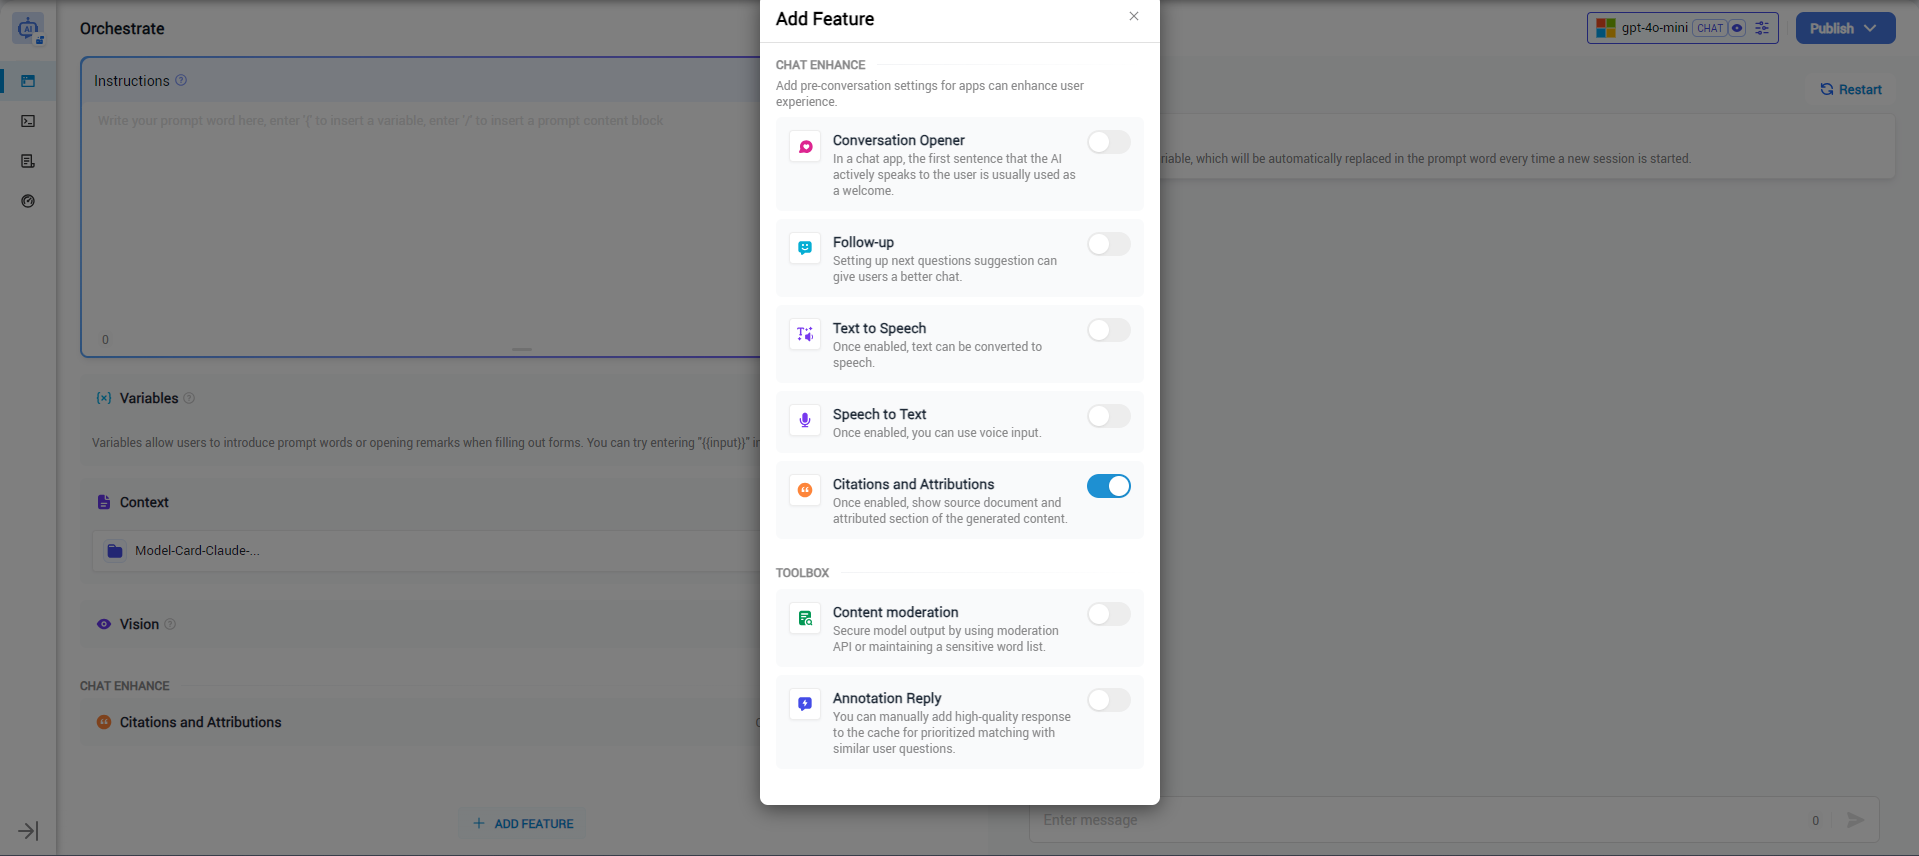 Orchestrate
gpt-4o-mini CHAT
Publish
Restart
Instructions
Write your prompt word here, enter '{' to insert a variable, enter '/' to insert a prompt content block
0
Variables
Variables allow users to introduce prompt words or opening remarks when filling out forms. You can try entering "{{input}}"
Context
Model-Card-Claude-...
Vision
CHAT ENHANCE
Citations and Attributions
ADD FEATURE
Add Feature
CHAT ENHANCE
Add pre-conversation settings for apps can enhance user
experience.
Conversation Opener
In a chat app, the first sentence that the AI
actively speaks to the user is usually used as
a welcome.
Follow-up
Setting up next questions suggestion can
give users a better chat.
Text to Speech
Once enabled, text can be converted to
speech.
Speech to Text
Once enabled, you can use voice input.
Citations and Attributions
Once enabled, show source document and
attributed section of the generated content.
TOOLBOX
Content moderation
Secure model output by using moderation
API or maintaining a sensitive word list.
Annotation Reply
You can manually add high-quality response
to the cache for prioritized matching with
similar user questions.
which will be automatically replaced in the prompt word every time a new session is started.
Enter message
0